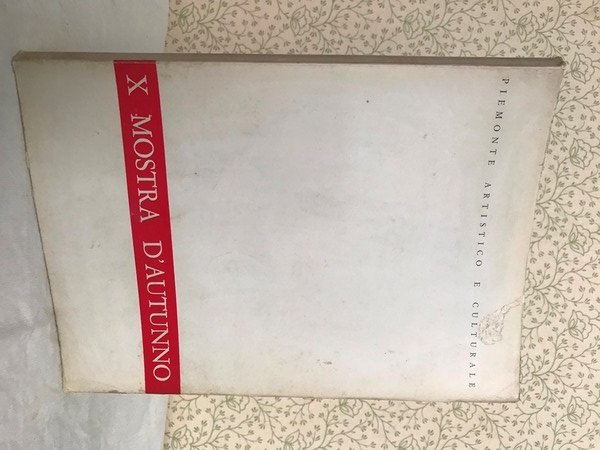 PIEMONTE ARTISTICO E CULTURALE
X MOSTRA D'AUTUNNO